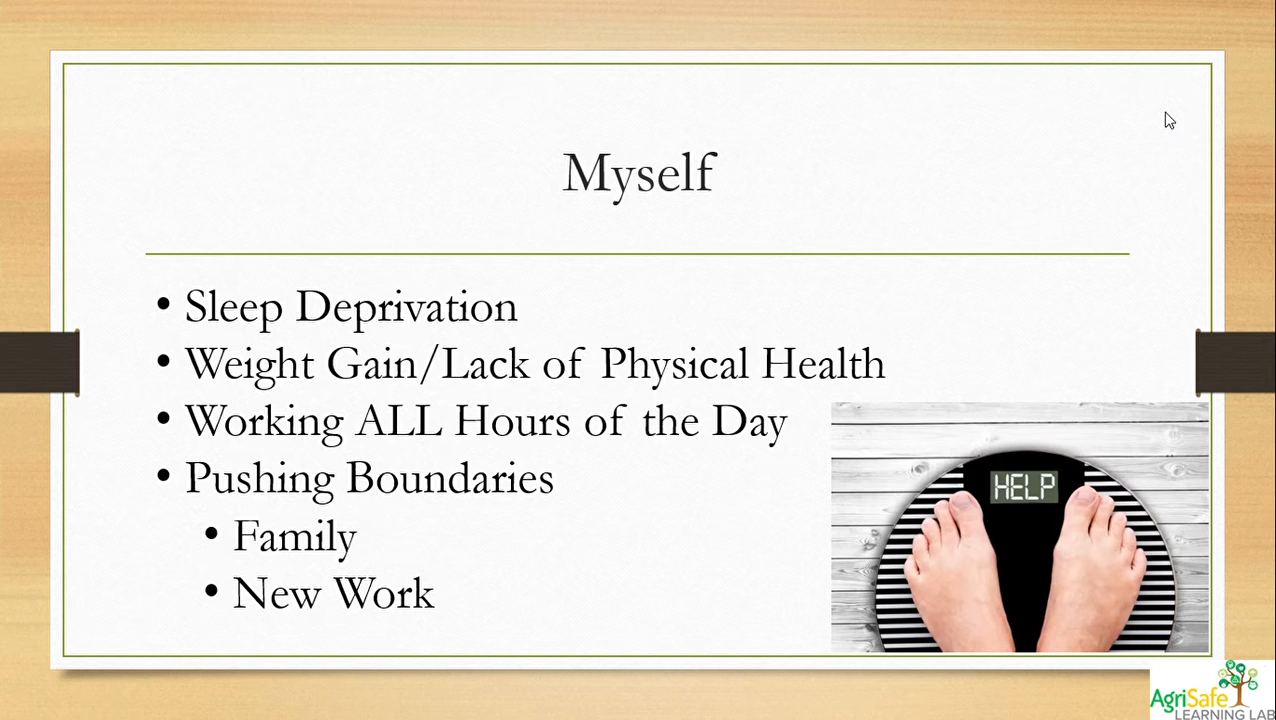 Myself
• Sleep Deprivation
• Weight Gain/Lack of Physical Health
• Working ALL Hours of the Day
• Pushing Boundaries
• Family
• New Work
HELP
AgriSafe
LEARNING LAB